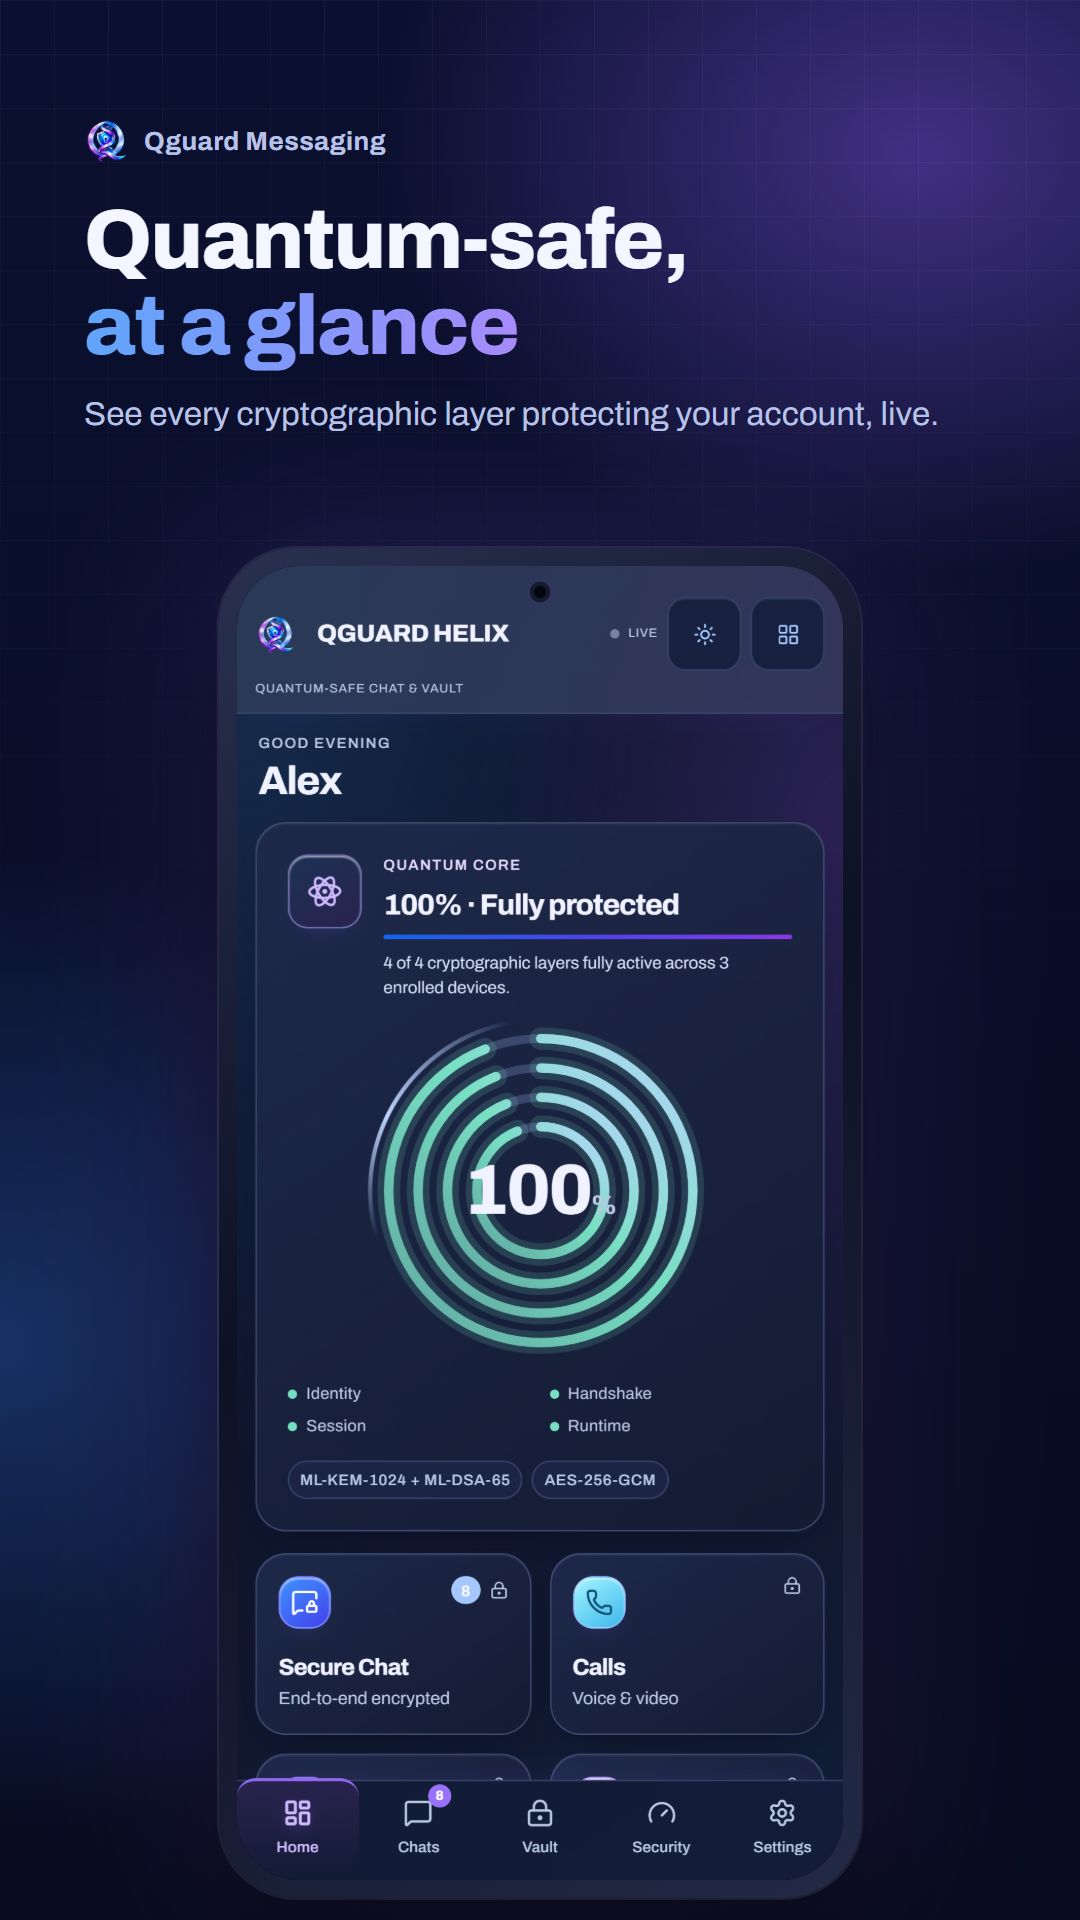 Qguard Messaging
Quantum-safe,
at a glance
See every cryptographic layer protecting your account, live.
QGUARD HELIX
LIVE
QUANTUM-SAFE CHAT & VAULT
GOOD EVENING
Alex
QUANTUM CORE
100% · Fully protected
4 of 4 cryptographic layers fully active across 3
enrolled devices.
100%
Identity
Handshake
Session
Runtime
ML-KEM-1024 + ML-DSA-65
AES-256-GCM
8
Secure Chat
End-to-end encrypted
Calls
Voice & video
8
Home
Chats
Vault
Security
Settings